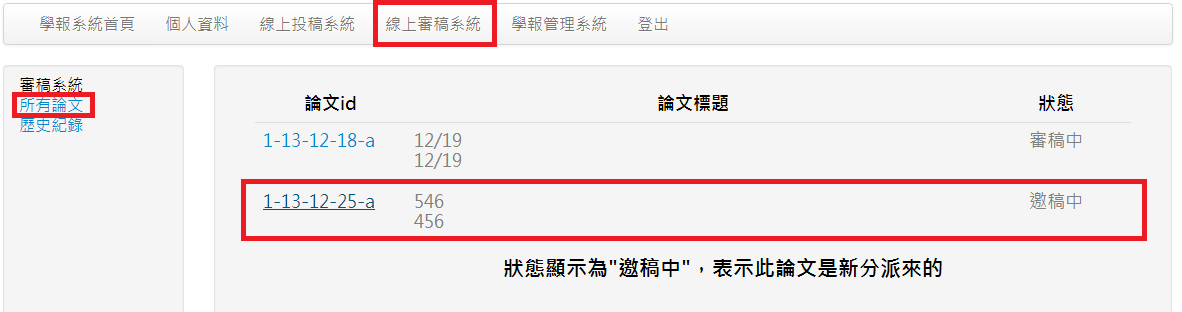 學報系統首頁 個人資料 線上投稿系統 線上審稿系統 學報管理系統 登出
審稿系統
所有論文
歷史紀錄
論文id 論文標題 狀態
1-13-12-18-a 12/19 審稿中
12/19
1-13-12-25-a 546 邀稿中
456
狀態顯示為"邀稿中"，表示此論文是新分派來的